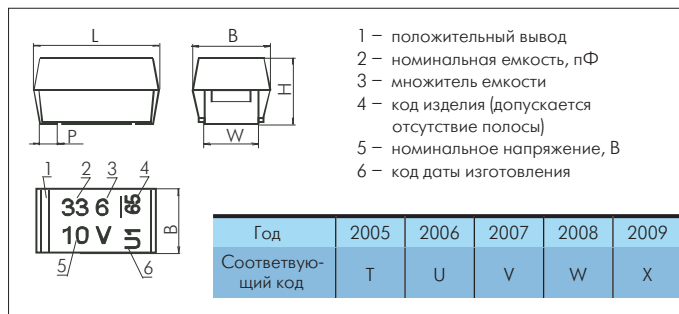 L
B
H
P
W
1 – положительный вывод
2 – номинальная емкость, пФ
3 – множитель емкости
4 – код изделия (допускается
отсутствие полосы)
5 – номинальное напряжение, В
6 – код даты изготовления
1 2 3 4
33 6 65
10 V U1
B
5 6
Год 2005 2006 2007 2008 2009
Соответвую-
щий код T U V W X